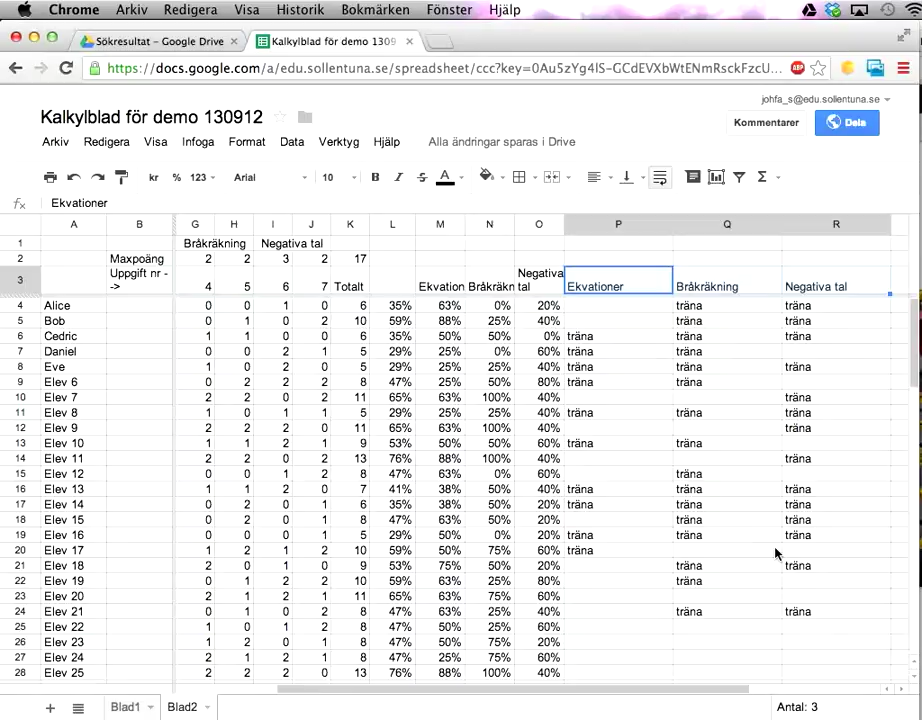 Chrome Arkiv Redigera Visa Historik Bokmärken Fönster Hjälp
Sökresultat – Google Drive × Kalkylblad för demo 1309 ×
https://docs.google.com/a/edu.sollentuna.se/spreadsheet/ccc?key=0Au5zYg4lS-GCdEVXbWtENmRsckFzcU... ABP
johfa_s@edu.sollentuna.se
Kalkylblad för demo 130912
Kommentarer Dela
Arkiv Redigera Visa Infoga Format Data Verktyg Hjälp Alla ändringar sparas i Drive
kr % 123 Arial 10 B I S A Σ
fx Ekvationer
A B G H I J K L M N O P Q R
1 Bråkräkning Negativa tal
2 Maxpoäng 2 2 3 2 17
3 Uppgift nr --> 4 5 6 7 Totalt Ekvation Bråkräkn Negativa tal Ekvationer Bråkräkning Negativa tal
4 Alice 0 0 1 0 6 35% 63% 0% 20% träna träna
5 Bob 0 1 0 2 10 59% 88% 25% 40% träna träna
6 Cedric 1 1 0 0 6 35% 50% 50% 0% träna träna träna
7 Daniel 0 0 2 1 5 29% 25% 0% 60% träna träna
8 Eve 1 0 2 0 5 29% 25% 25% 40% träna träna träna
9 Elev 6 0 2 2 2 8 47% 25% 50% 80% träna träna
10 Elev 7 2 2 0 2 11 65% 63% 100% 40% träna
11 Elev 8 1 0 1 1 5 29% 25% 25% 40% träna träna träna
12 Elev 9 2 2 2 0 11 65% 63% 100% 40% träna
13 Elev 10 1 1 2 1 9 53% 50% 50% 60% träna träna
14 Elev 11 2 2 0 2 13 76% 88% 100% 40% träna
15 Elev 12 0 0 1 2 8 47% 63% 0% 60% träna
16 Elev 13 1 1 2 0 7 41% 38% 50% 40% träna träna träna
17 Elev 14 0 2 0 1 6 35% 38% 50% 20% träna träna träna
18 Elev 15 0 2 0 1 8 47% 63% 50% 20% träna träna
19 Elev 16 0 0 0 1 5 29% 50% 0% 20% träna träna träna
20 Elev 17 1 2 1 2 10 59% 50% 75% 60% träna
21 Elev 18 2 0 1 0 9 53% 75% 50% 20% träna träna
22 Elev 19 0 1 2 2 10 59% 63% 25% 80% träna
23 Elev 20 2 1 2 1 11 65% 63% 75% 60%
24 Elev 21 0 1 0 2 8 47% 63% 25% 40% träna träna
25 Elev 22 1 0 1 2 8 47% 50% 25% 60%
26 Elev 23 1 2 0 1 8 47% 50% 75% 20%
27 Elev 24 2 1 2 1 8 47% 25% 75% 60%
28 Elev 25 2 2 2 0 13 76% 88% 100% 40%
Blad1 Blad2 Antal: 3